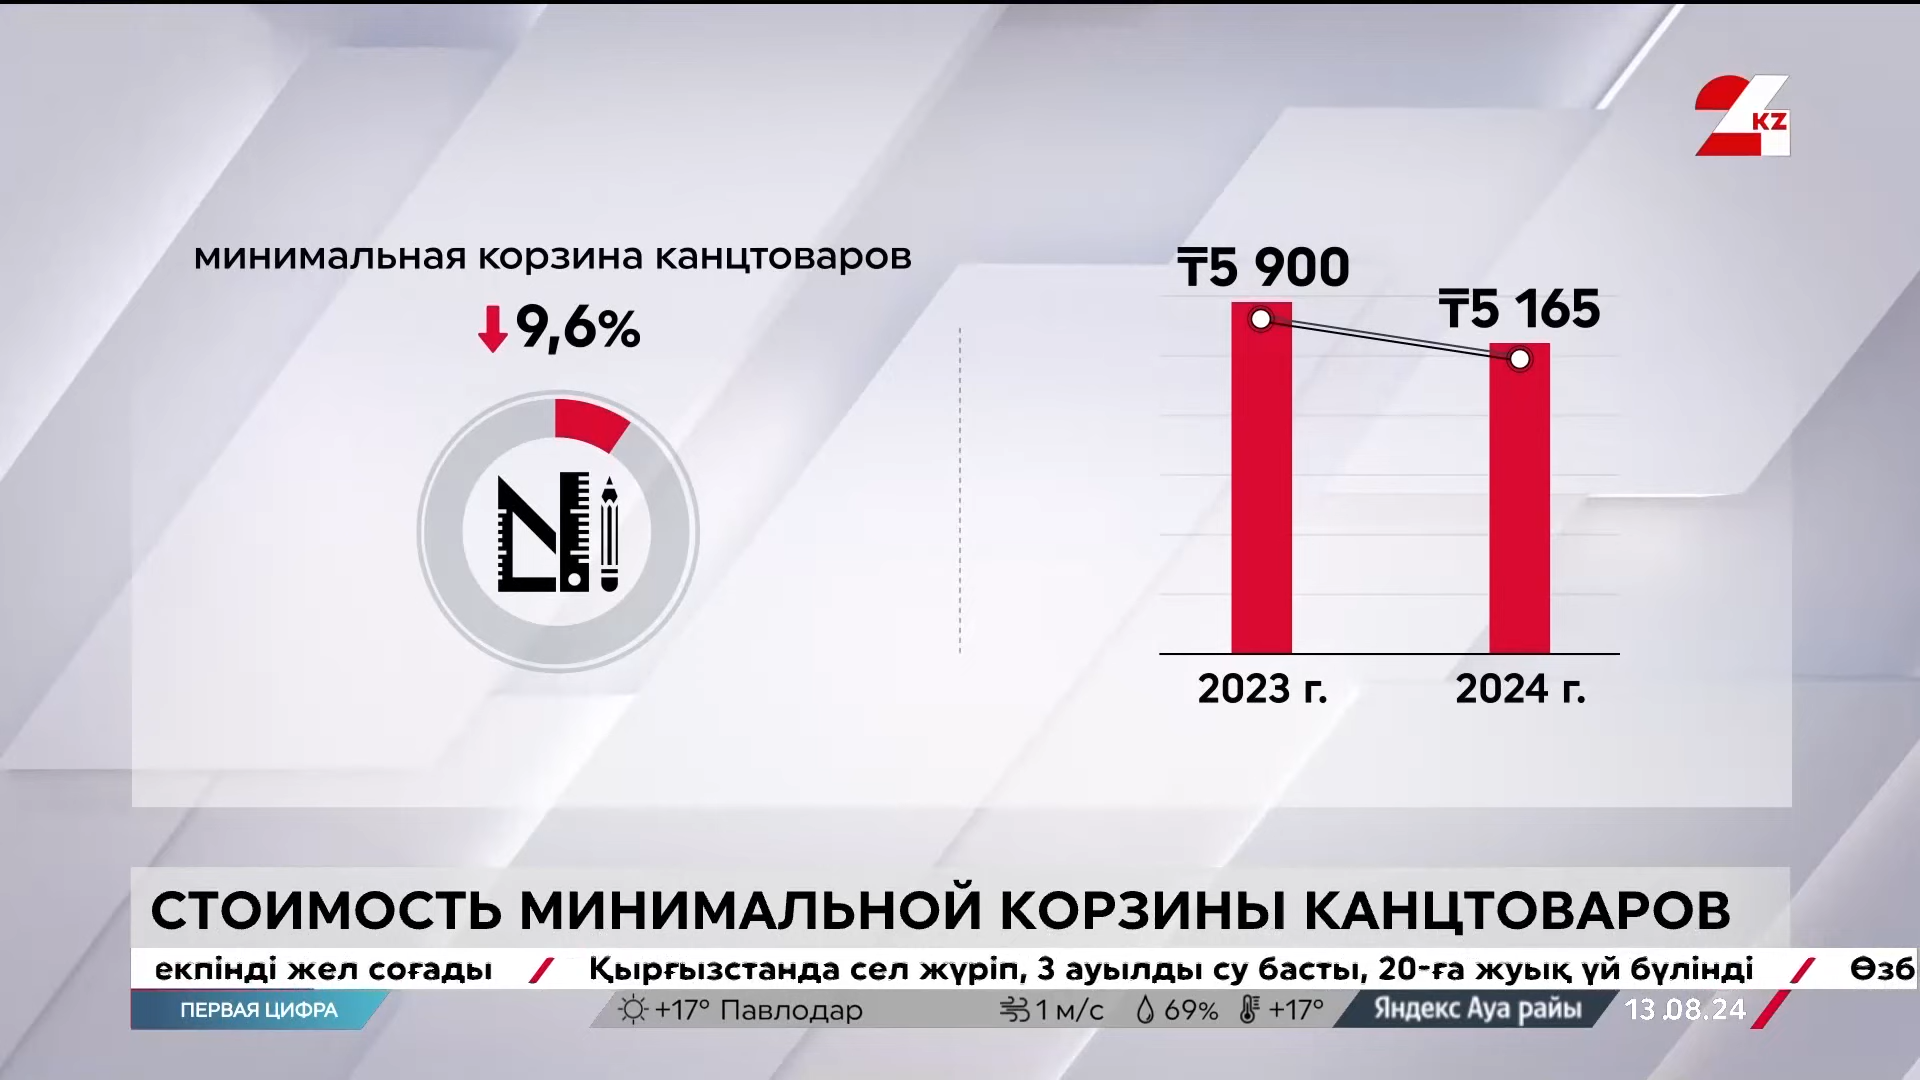 24 KZ
минимальная корзина канцтоваров
9,6%
₸5 900
₸5 165
2023 г.
2024 г.
СТОИМОСТЬ МИНИМАЛЬНОЙ КОРЗИНЫ КАНЦТОВАРОВ
екпінді жел соғады / Қырғызстанда сел жүріп, 3 ауылды су басты, 20-ға жуық үй бүлінді / Өзб
ПЕРВАЯ ЦИФРА
+17° Павлодар 1 м/с 69% +17° Яндекс Ауа райы 13.08.24